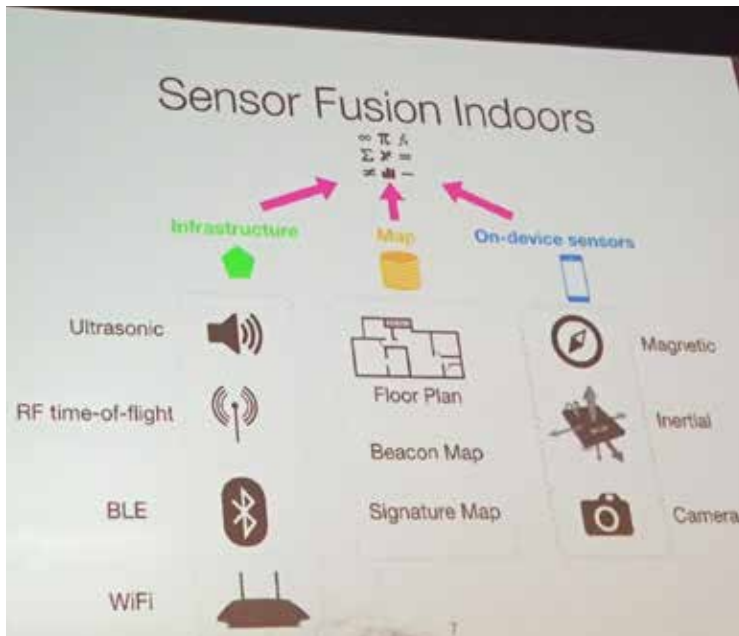 Sensor Fusion Indoors
∞ π
Σ =
≠ −
Infrastructure
Map
On-device sensors
Ultrasonic
Magnetic
Floor Plan
RF time-of-flight
Inertial
Beacon Map
BLE
Signature Map
Camera
WiFi
7